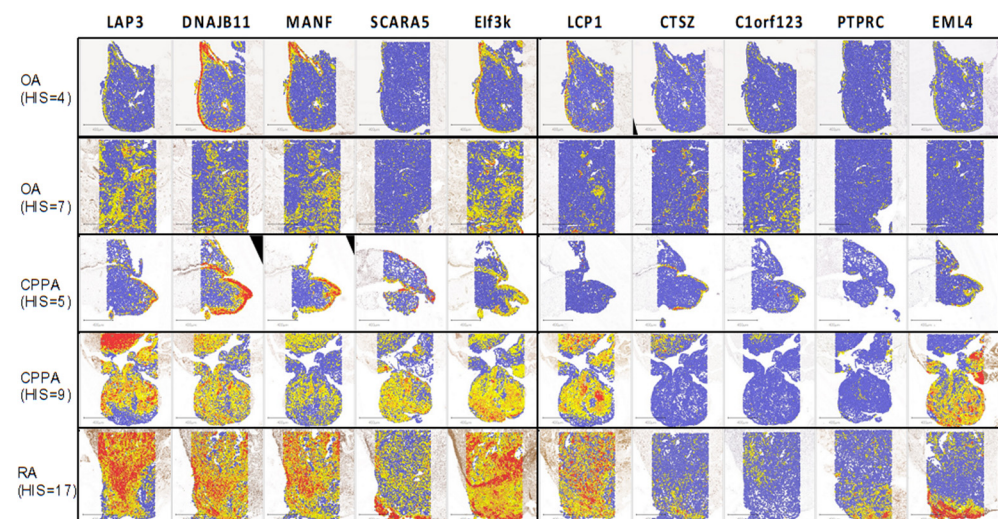 LAP3 DNAJB11 MANF SCARA5 EIf3k LCP1 CTSZ C1orf123 PTPRC EML4
OA
(HIS=4)
OA
(HIS=7)
CPPA
(HIS=5)
CPPA
(HIS=9)
RA
(HIS=17)